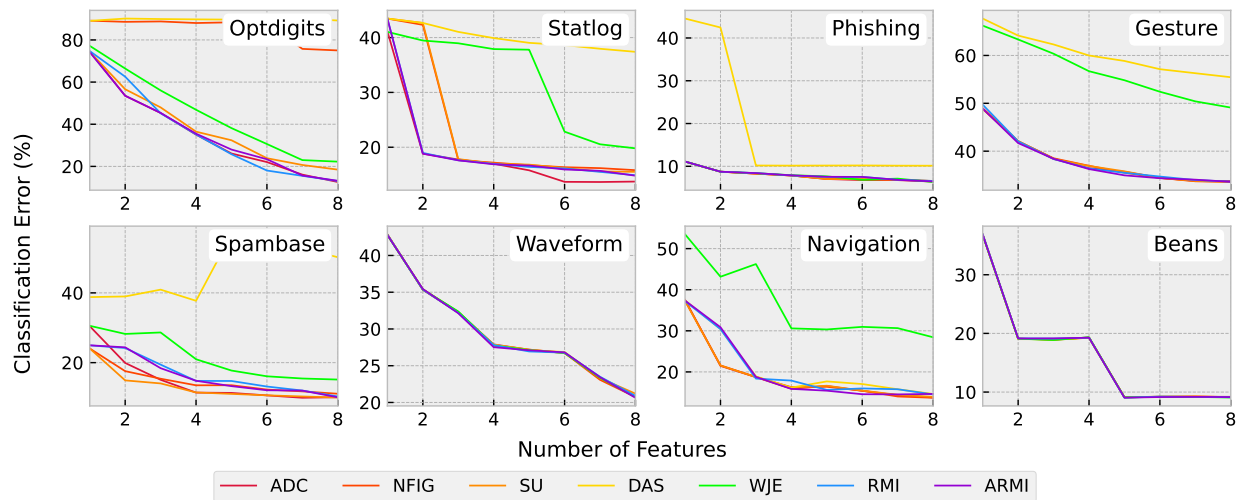 Optdigits
80
60
40
20
2 4 6 8
Statlog
40
30
20
2 4 6 8
Phishing
40
30
20
10
2 4 6 8
Gesture
60
50
40
2 4 6 8
Classification Error (%)
Spambase
40
20
2 4 6 8
Waveform
40
35
30
25
20
2 4 6 8
Navigation
50
40
30
20
2 4 6 8
Beans
30
20
10
2 4 6 8
Number of Features
ADC NFIG SU DAS WJE RMI ARMI